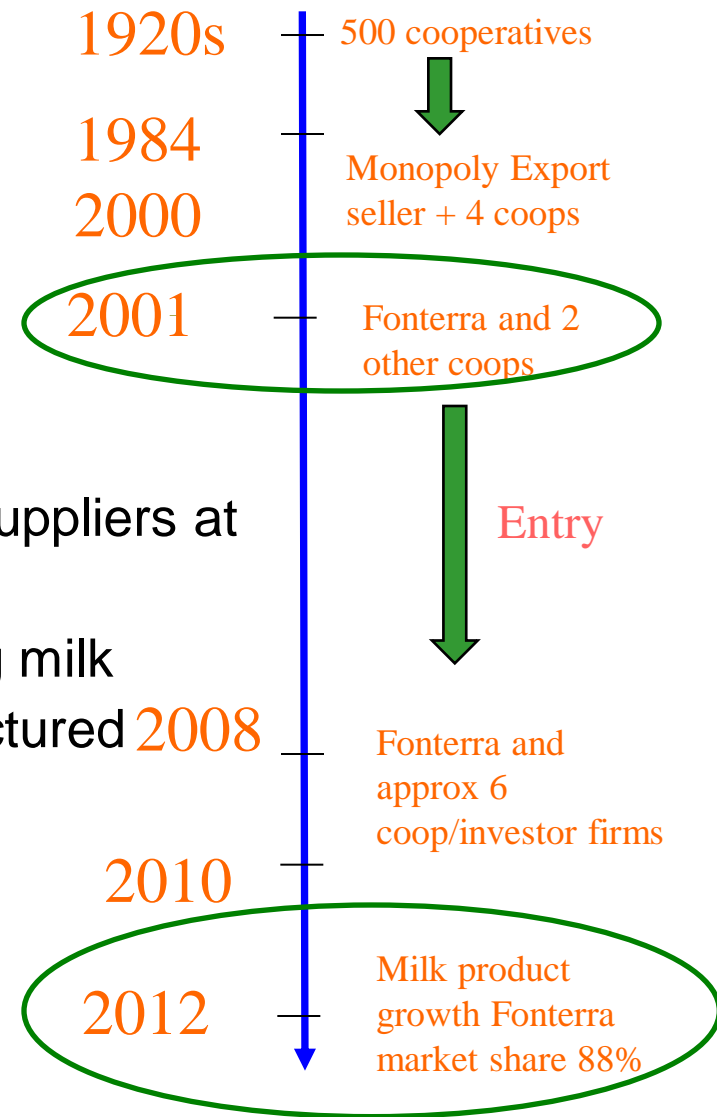 1920s
500 cooperatives
1984
Monopoly Export
seller + 4 coops
2000
2001
Fonterra and 2
other coops
uppliers at
Entry
milk
ctured
2008
Fonterra and
approx 6
coop/investor firms
2010
2012
Milk product
growth Fonterra
market share 88%